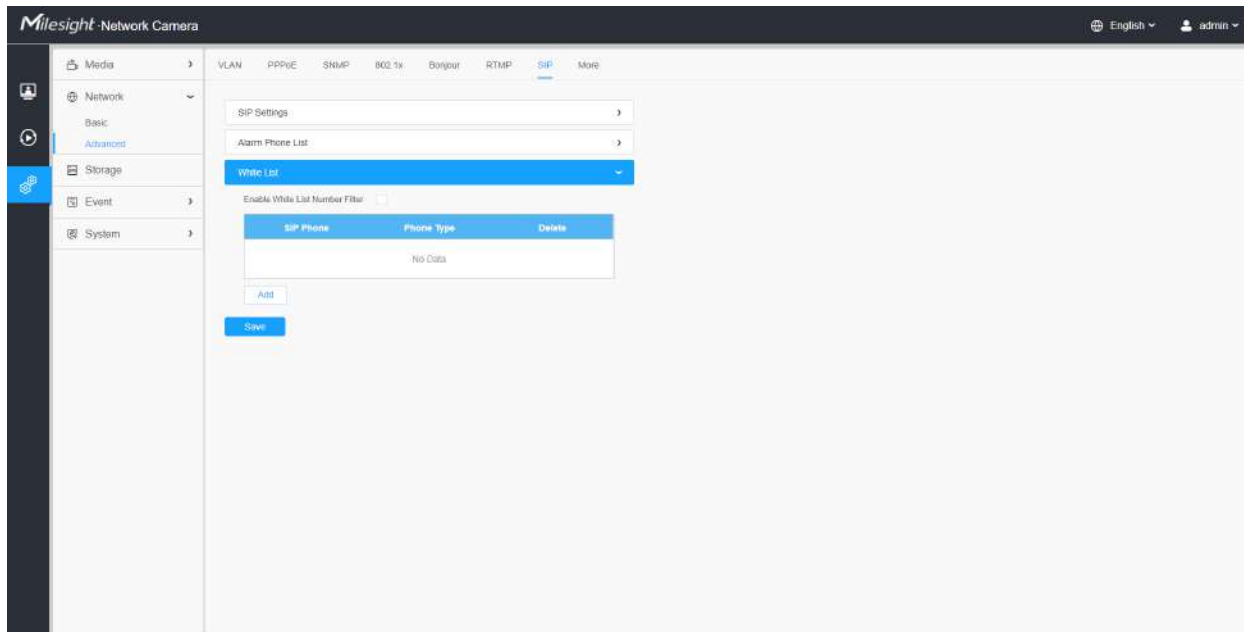 Milesight -Network Camera
English
admin
Media
VLAN PPPoE SNMP 802.1x Bonjour RTMP SIP More
Network
Basic
Advanced
Storage
Event
System
SIP Settings
Alarm Phone List
White List
Enable White List Number Filter
SIP Phone Phone Type Delete
No Data
Add
Save